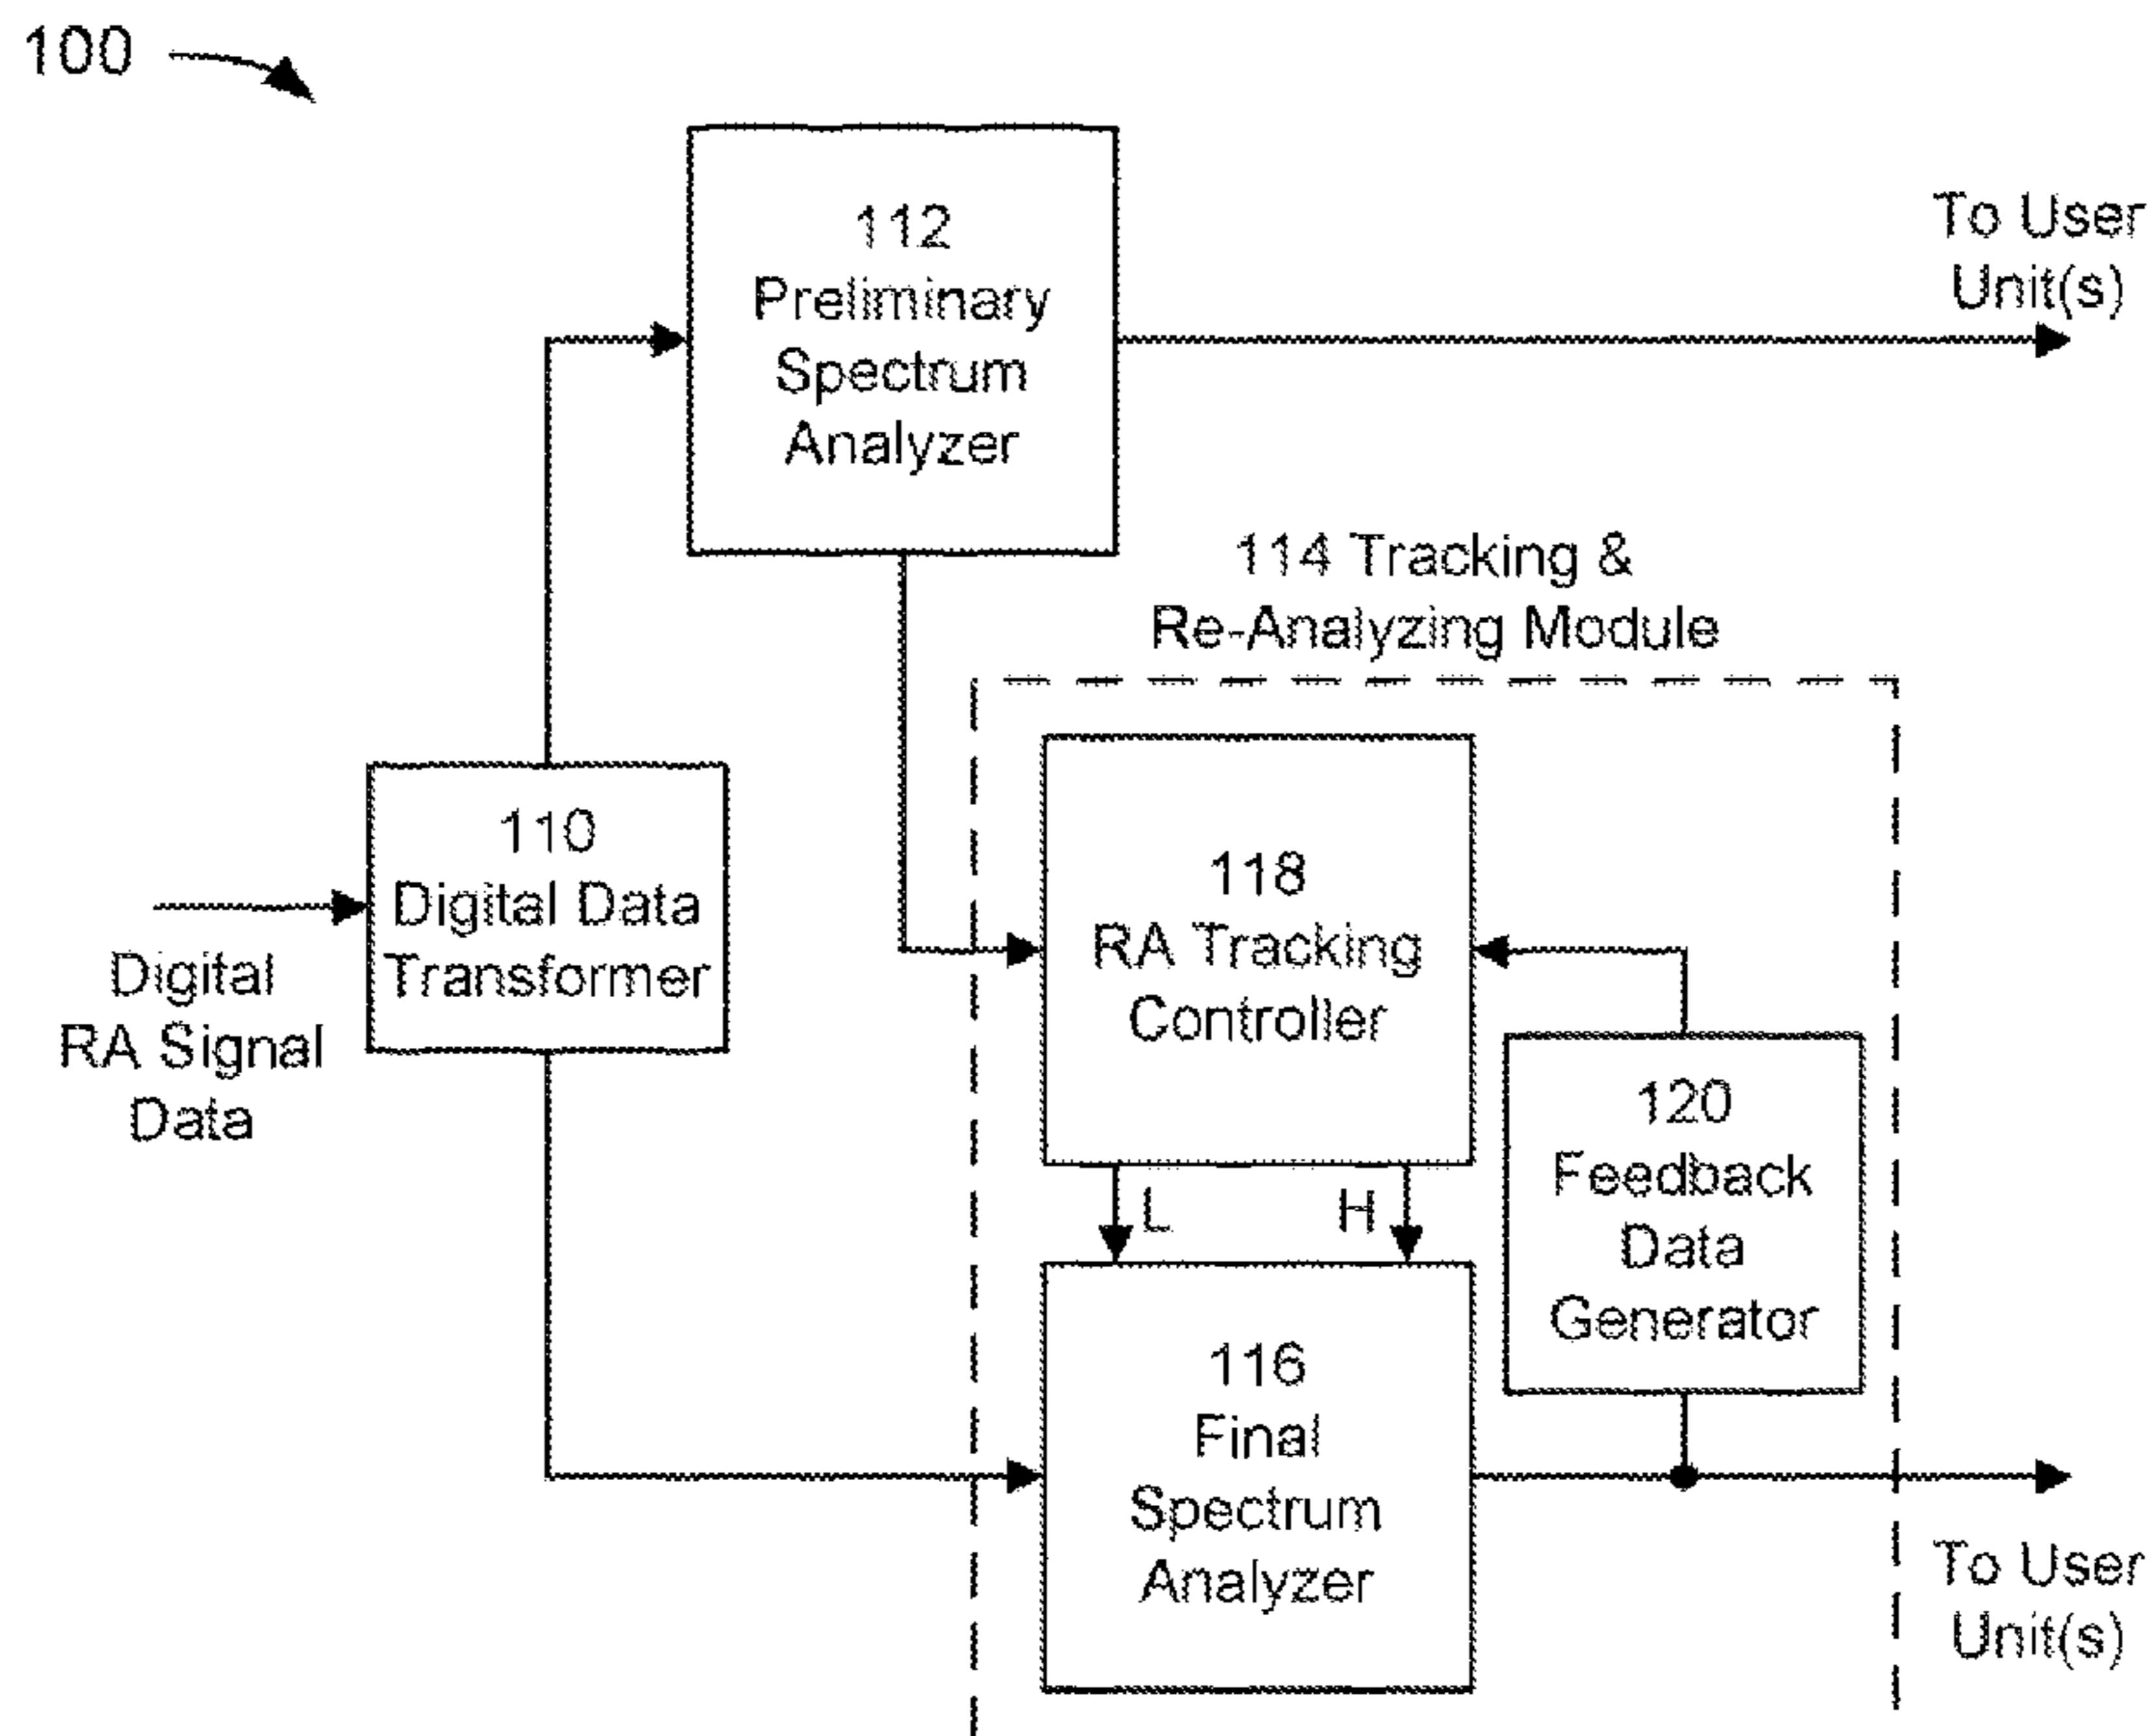 100
112
Preliminary
Spectrum
Analyzer
To User
Unit(s)
114 Tracking &
Re-Analyzing Module
110
Digital Data
Transformer
Digital
RA Signal
Data
118
RA Tracking
Controller
L
H
120
Feedback
Data
Generator
116
Final
Spectrum
Analyzer
To User
Unit(s)